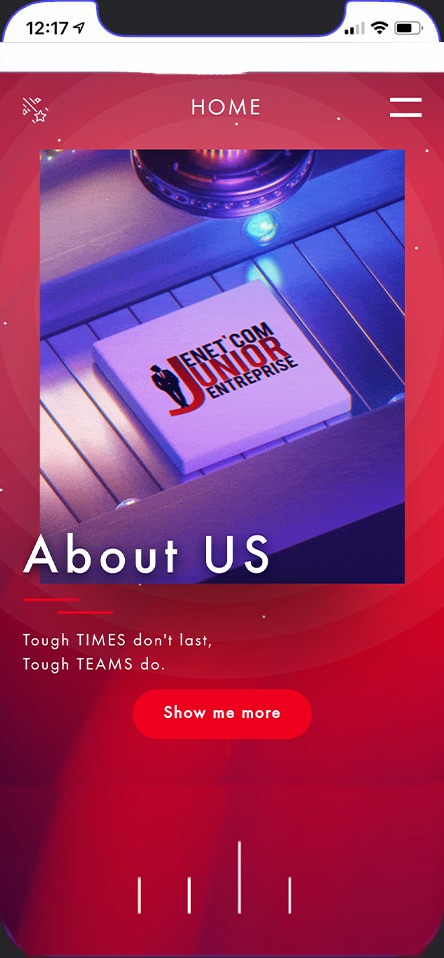 12:17
HOME
ENET'COM
JUNIOR
ENTREPRISE
About US
Tough TIMES don't last,
Tough TEAMS do.
Show me more